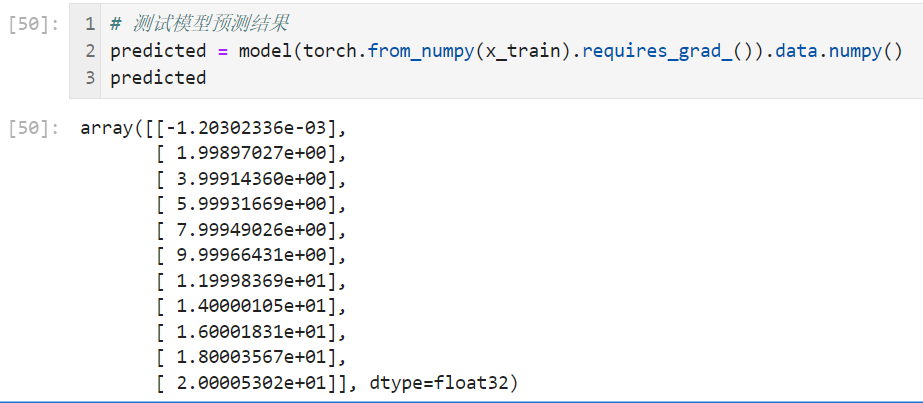 [50]: 1 # 测试模型预测结果
2 predicted = model(torch.from_numpy(x_train).requires_grad_()).data.numpy()
3 predicted
[50]: array([[-1.20302336e-03],
[ 1.99897027e+00],
[ 3.99914360e+00],
[ 5.99931669e+00],
[ 7.99949026e+00],
[ 9.99966431e+00],
[ 1.19998369e+01],
[ 1.40000105e+01],
[ 1.60001831e+01],
[ 1.80003567e+01],
[ 2.00005302e+01]], dtype=float32)